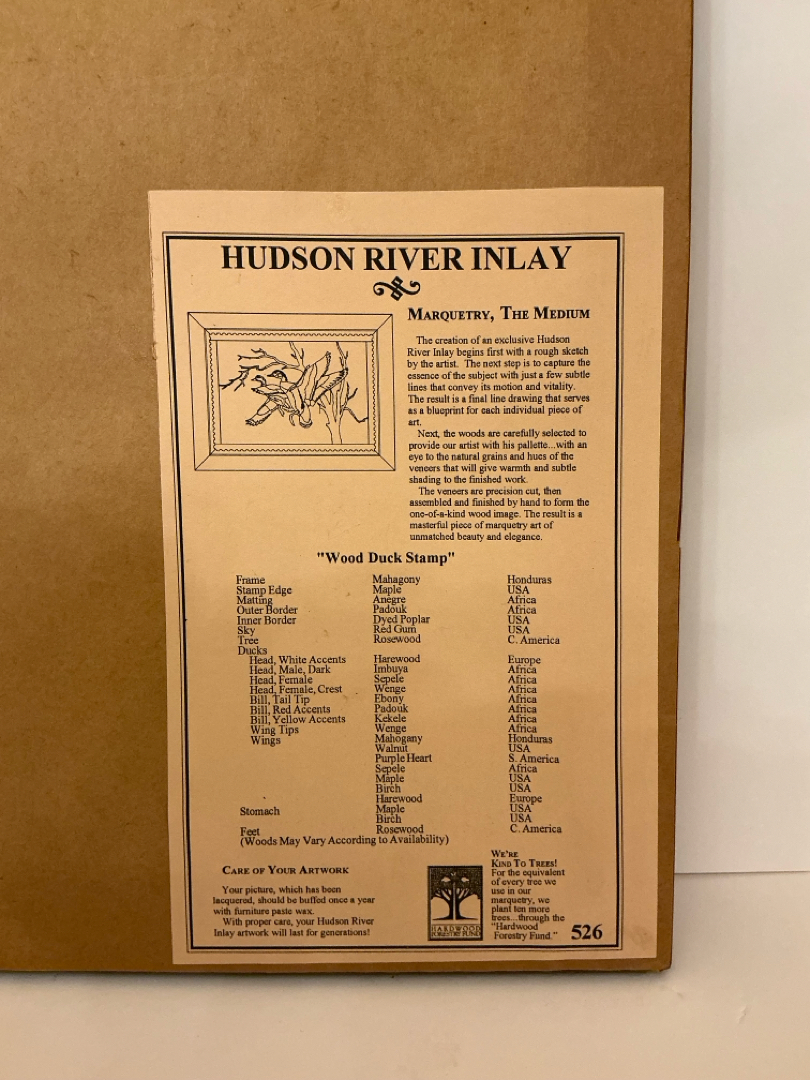 HUDSON RIVER INLAY
MARQUETRY, THE MEDIUM
The creation of an exclusive Hudson
River Inlay begins first with a rough sketch
by the artist. The next step is to capture the
essence of the subject with just a few subtle
lines that convey its motion and vitality.
The result is a final line drawing that serves
as a blueprint for each individual piece of
art.
Next, the woods are carefully selected to
provide our artist with his pallette...with an
eye to the natural grains and hues of the
veneers that will give warmth and subtle
shading to the finished work.
The veneers are precision cut, then
assembled and finished by hand to form the
one-of-a-kind wood image. The result is a
masterful piece of marquetry art of
unmatched beauty and elegance.
"Wood Duck Stamp"
Frame Mahagony Honduras
Stamp Edge Maple USA
Matting Anegre Africa
Outer Border Padouk Africa
Inner Border Dyed Poplar USA
Sky Red Gum USA
Tree Rosewood C. America
Ducks
Head, White Accents Harewood Europe
Head, Male, Dark Imbuya Africa
Head, Female Sepele Africa
Head, Female, Crest Wenge Africa
Bill, Tail Tip Ebony Africa
Bill, Red Accents Padouk Africa
Bill, Yellow Accents Kekele Africa
Wing Tips Wenge Africa
Wings Mahogany Honduras
Walnut USA
Purple Heart S. America
Sepele Africa
Maple USA
Birch USA
Harewood Europe
Stomach Maple USA
Birch USA
Feet Rosewood C. America
(Woods May Vary According to Availability)
CARE OF YOUR ARTWORK
Your picture, which has been
lacquered, should be buffed once a year
with furniture paste wax.
With proper care, your Hudson River
Inlay artwork will last for generations!
HARDWOOD
FORESTRY FUND
WE'RE
KIND TO TREES!
For the equivalent
of every tree we
use in our
marquetry, we
plant ten more
trees...through the
"Hardwood
Forestry Fund."
526